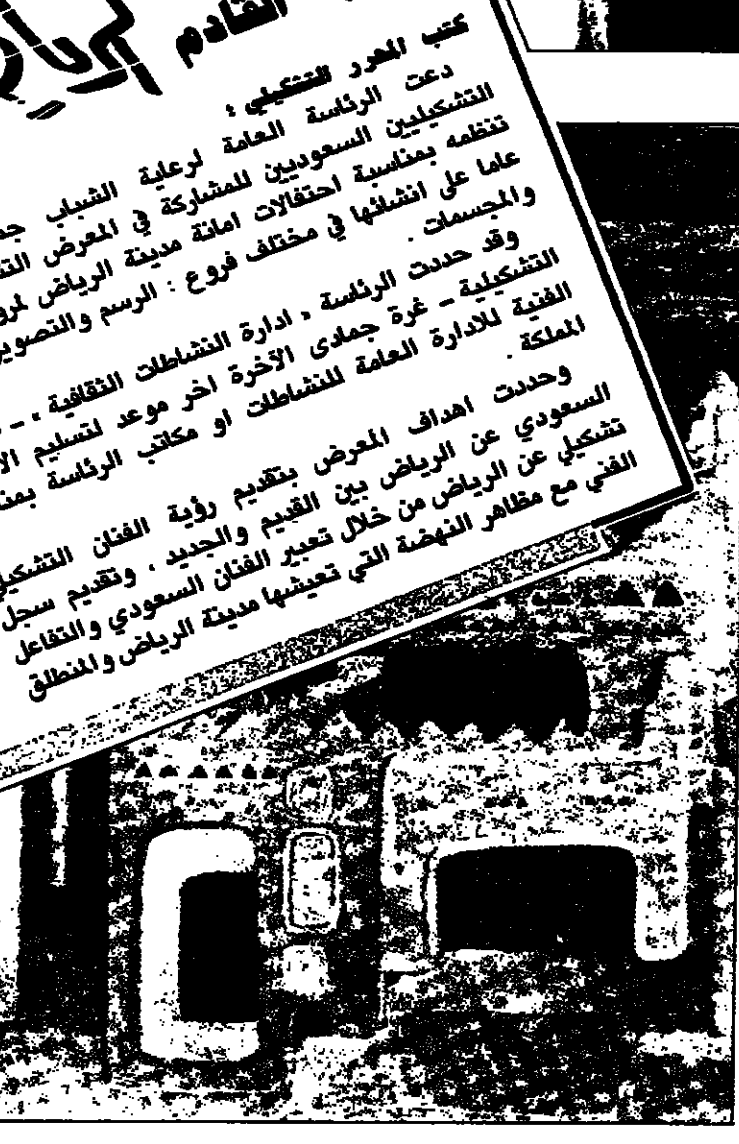 القادم
كتب المحرر التشكيلي :
دعت الرئاسة العامة لرعاية الشباب
التشكيليين السعوديين للمشاركة في المعرض
تنظمه بمناسبة احتفالات امانة مدينة الرياض
عاما على انشائها في مختلف فروع : الرسم والتصوير
والمجسمات .
وقد حددت الرئاسة « ادارة النشاطات الثقافية ، –
التشكيلية – غرة جمادى الآخرة اخر موعد لتسليم
الفنية للادارة العامة للنشاطات او مكاتب الرئاسة
المملكة .
وحددت اهداف المعرض بتقديم رؤية الفنان التشكيلي
السعودي عن الرياض بين القديم والجديد ، وتقديم سجل
تشكيلي عن الرياض من خلال تعبير الفنان السعودي والتفاعل
الفني مع مظاهر النهضة التي تعيشها مدينة الرياض والمنطلق